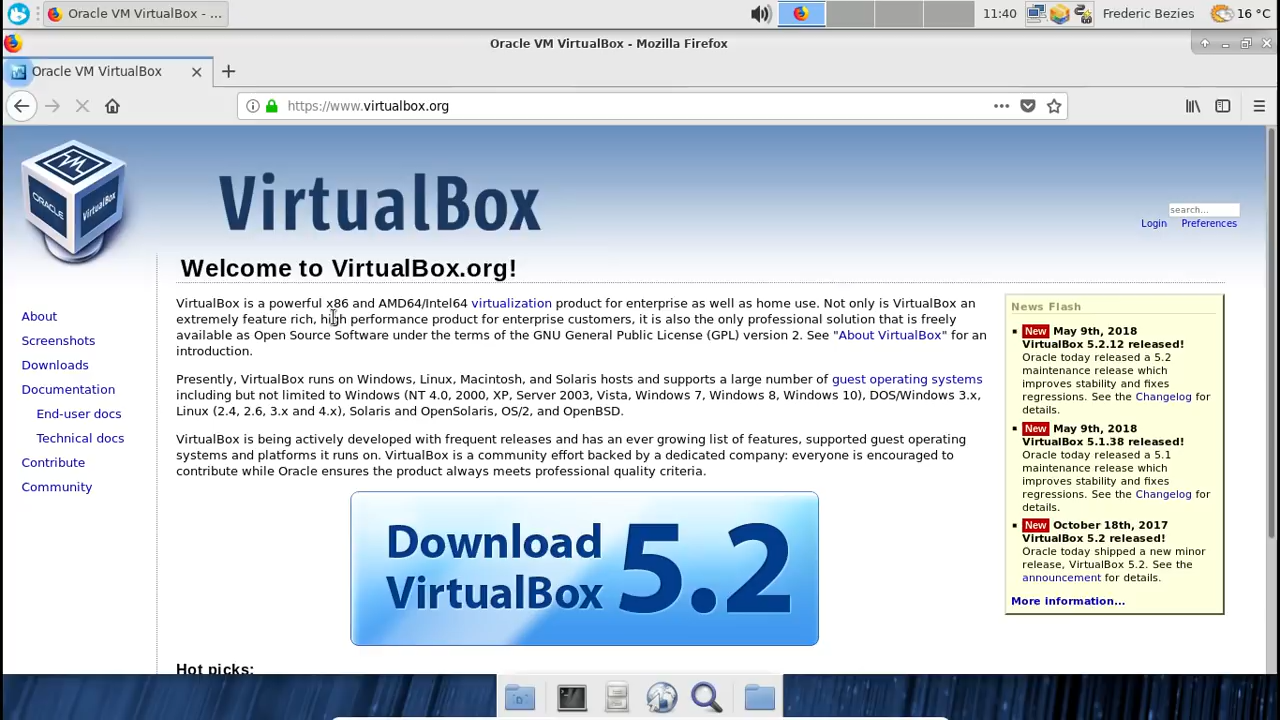 Oracle VM VirtualBox - ...
11:40
Frederic Bezies
16 °C
Oracle VM VirtualBox - Mozilla Firefox
Oracle VM VirtualBox
https://www.virtualbox.org
ORACLE
VirtualBox
VirtualBox
search...
Login
Preferences
Welcome to VirtualBox.org!
About
Screenshots
Downloads
Documentation
End-user docs
Technical docs
Contribute
Community
VirtualBox is a powerful x86 and AMD64/Intel64 virtualization product for enterprise as well as home use. Not only is VirtualBox an
extremely feature rich, high performance product for enterprise customers, it is also the only professional solution that is freely
available as Open Source Software under the terms of the GNU General Public License (GPL) version 2. See "About VirtualBox" for an
introduction.
Presently, VirtualBox runs on Windows, Linux, Macintosh, and Solaris hosts and supports a large number of guest operating systems
including but not limited to Windows (NT 4.0, 2000, XP, Server 2003, Vista, Windows 7, Windows 8, Windows 10), DOS/Windows 3.x,
Linux (2.4, 2.6, 3.x and 4.x), Solaris and OpenSolaris, OS/2, and OpenBSD.
VirtualBox is being actively developed with frequent releases and has an ever growing list of features, supported guest operating
systems and platforms it runs on. VirtualBox is a community effort backed by a dedicated company: everyone is encouraged to
contribute while Oracle ensures the product always meets professional quality criteria.
Download
VirtualBox
5.2
Hot picks:
News Flash
New May 9th, 2018
VirtualBox 5.2.12 released!
Oracle today released a 5.2
maintenance release which
improves stability and fixes
regressions. See the Changelog for
details.
New May 9th, 2018
VirtualBox 5.1.38 released!
Oracle today released a 5.1
maintenance release which
improves stability and fixes
regressions. See the Changelog for
details.
New October 18th, 2017
VirtualBox 5.2 released!
Oracle today shipped a new minor
release, VirtualBox 5.2. See the
announcement for details.
More information...